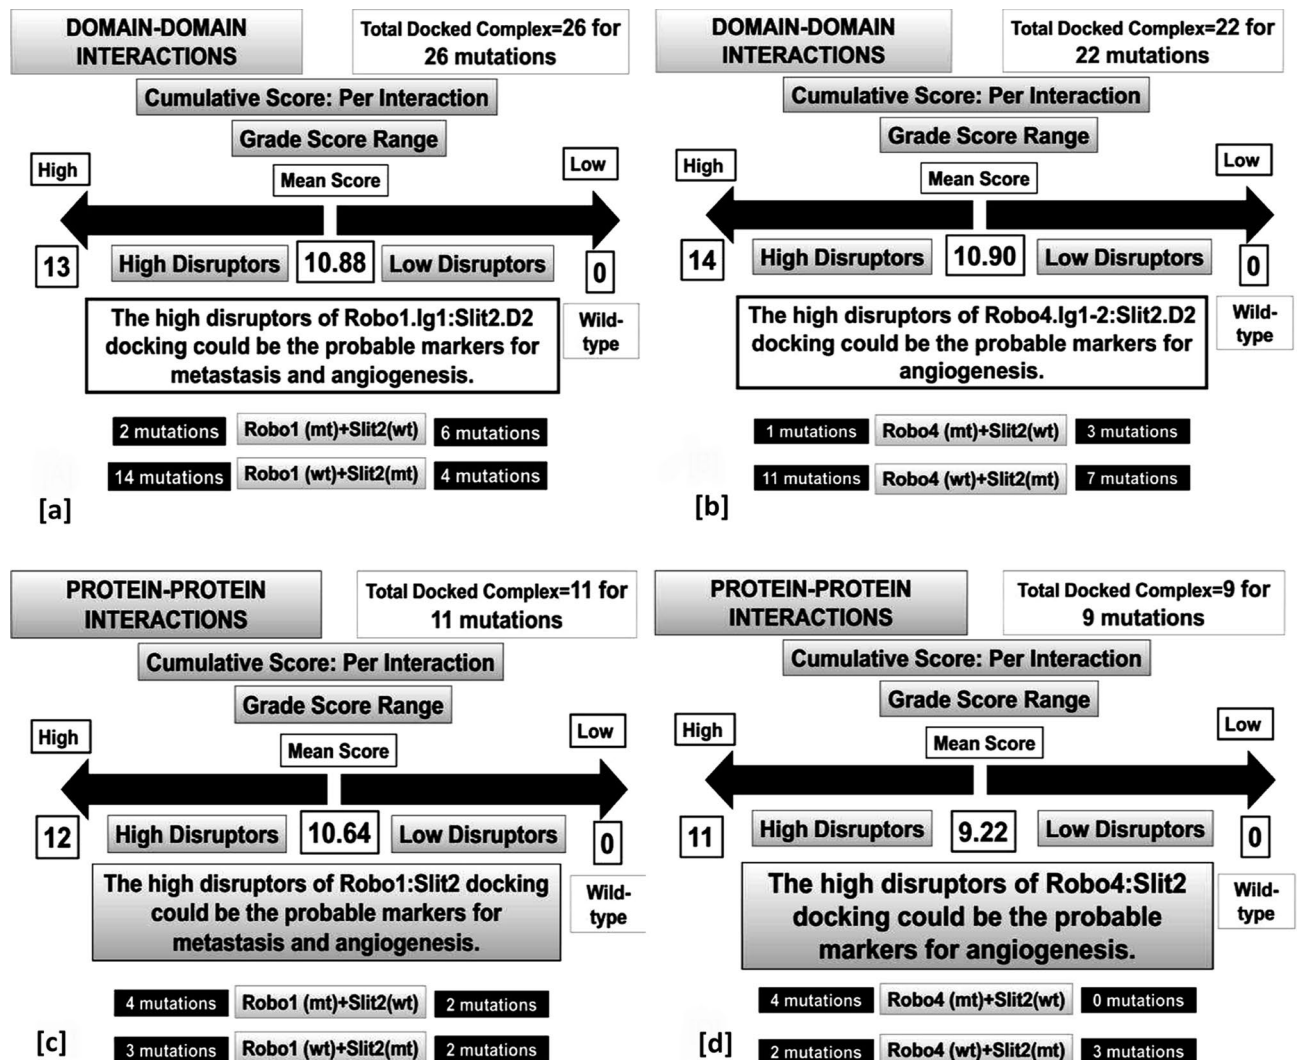 DOMAIN-DOMAIN
INTERACTIONS
Total Docked Complex=26 for
26 mutations
Cumulative Score: Per Interaction
Grade Score Range
High
Low
Mean Score
13
High Disruptors
10.88
Low Disruptors
0
The high disruptors of Robo1.Ig1:Slit2.D2
docking could be the probable markers for
metastasis and angiogenesis.
Wild-
type
2 mutations
Robo1 (mt)+Slit2(wt)
6 mutations
14 mutations
Robo1 (wt)+Slit2(mt)
4 mutations
[a]
DOMAIN-DOMAIN
INTERACTIONS
Total Docked Complex=22 for
22 mutations
Cumulative Score: Per Interaction
Grade Score Range
High
Low
Mean Score
14
High Disruptors
10.90
Low Disruptors
0
The high disruptors of Robo4.Ig1-2:Slit2.D2
docking could be the probable markers for
angiogenesis.
Wild-
type
1 mutations
Robo4 (mt)+Slit2(wt)
3 mutations
11 mutations
Robo4 (wt)+Slit2(mt)
7 mutations
[b]
PROTEIN-PROTEIN
INTERACTIONS
Total Docked Complex=11 for
11 mutations
Cumulative Score: Per Interaction
Grade Score Range
High
Low
Mean Score
12
High Disruptors
10.64
Low Disruptors
0
The high disruptors of Robo1:Slit2 docking
could be the probable markers for
metastasis and angiogenesis.
Wild-
type
4 mutations
Robo1 (mt)+Slit2(wt)
2 mutations
3 mutations
Robo1 (wt)+Slit2(mt)
2 mutations
[c]
PROTEIN-PROTEIN
INTERACTIONS
Total Docked Complex=9 for
9 mutations
Cumulative Score: Per Interaction
Grade Score Range
High
Low
Mean Score
11
High Disruptors
9.22
Low Disruptors
0
The high disruptors of Robo4:Slit2
docking could be the probable
markers for angiogenesis.
Wild-
type
4 mutations
Robo4 (mt)+Slit2(wt)
0 mutations
2 mutations
Robo4 (wt)+Slit2(mt)
3 mutations
[d]